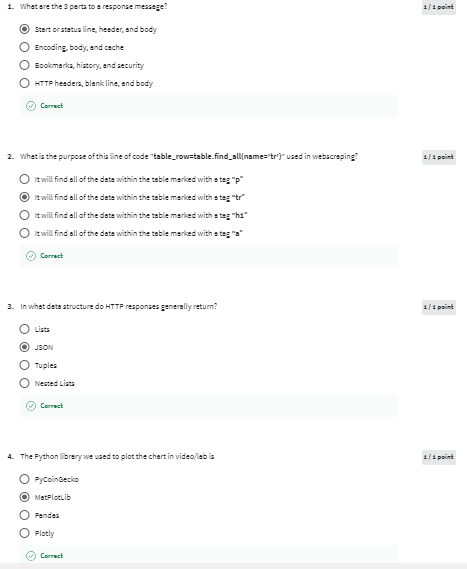 1. What are the 3 parts to a response message?
1 / 1 point
Start or status line, header, and body
Encoding, body, and cache
Bookmarks, history, and security
HTTP headers, blank line, and body
Correct
2. What is the purpose of this line of code "table_row=table.find_all(name='tr')" used in webscraping?
1 / 1 point
It will find all of the data within the table marked with a tag "p"
It will find all of the data within the table marked with a tag "tr"
It will find all of the data within the table marked with a tag "h1"
It will find all of the data within the table marked with a tag "a"
Correct
3. In what data structure do HTTP responses generally return?
1 / 1 point
Lists
JSON
Tuples
Nested Lists
Correct
4. The Python library we used to plot the chart in video/lab is
1 / 1 point
PyCoinGecko
MatPlotLib
Pandas
Plotly
Correct